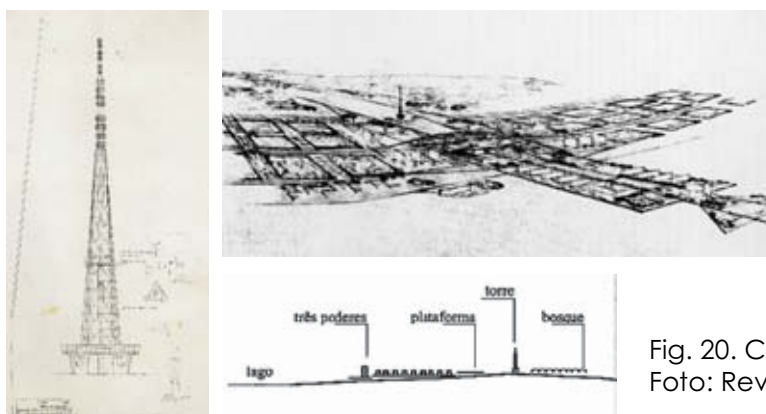 torre
três poderes
plataforma
bosque
lago
Fig. 20. C
Foto: Rev